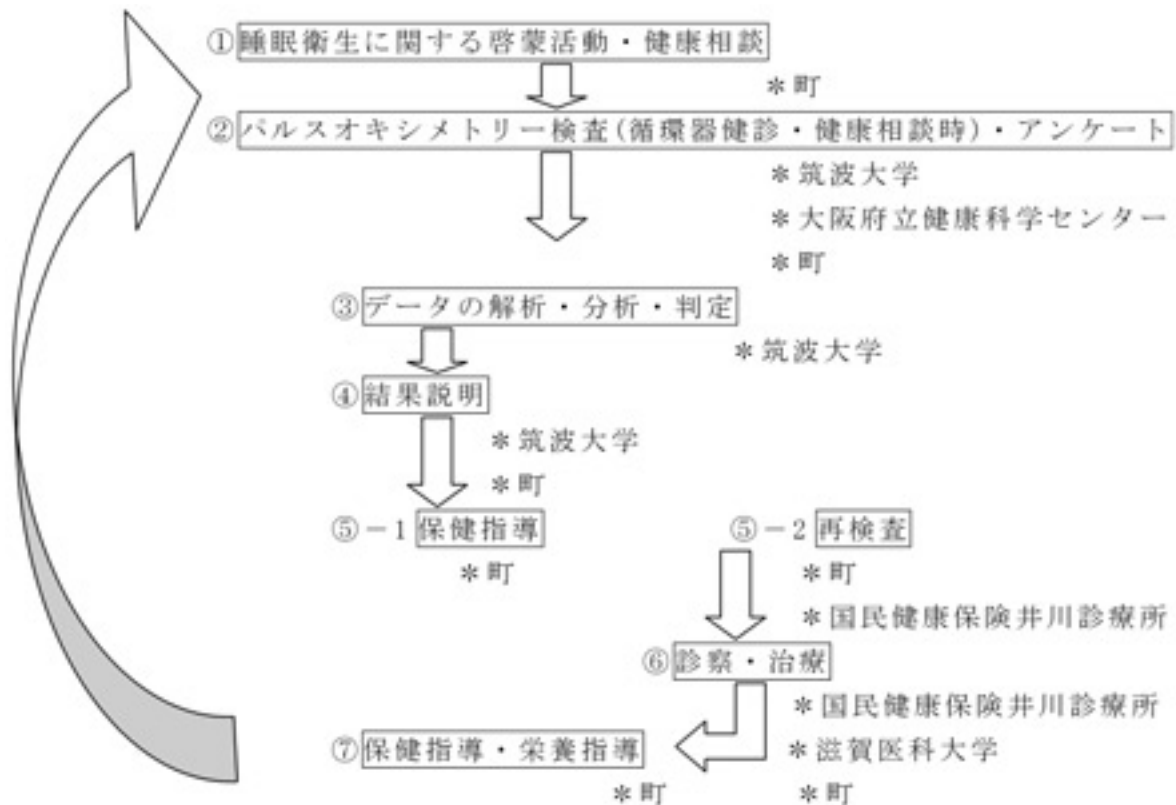 ①睡眠衛生に関する啓蒙活動・健康相談
＊町
②パルスオキシメトリー検査(循環器健診・健康相談時)・アンケート
＊筑波大学
＊大阪府立健康科学センター
＊町
③データの解析・分析・判定
＊筑波大学
④結果説明
＊筑波大学
＊町
⑤－1 保健指導
＊町
⑤－2 再検査
＊町
＊国民健康保険井川診療所
⑥診察・治療
＊国民健康保険井川診療所
＊滋賀医科大学
＊町
⑦保健指導・栄養指導
＊町